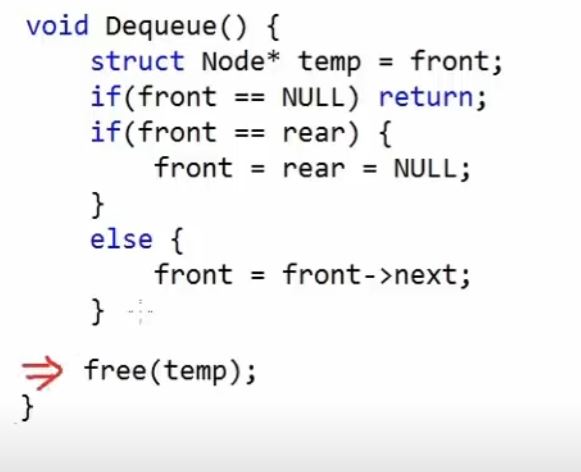 void Dequeue() {
struct Node* temp = front;
if(front == NULL) return;
if(front == rear) {
front = rear = NULL;
}
else {
front = front->next;
}
free(temp);
}